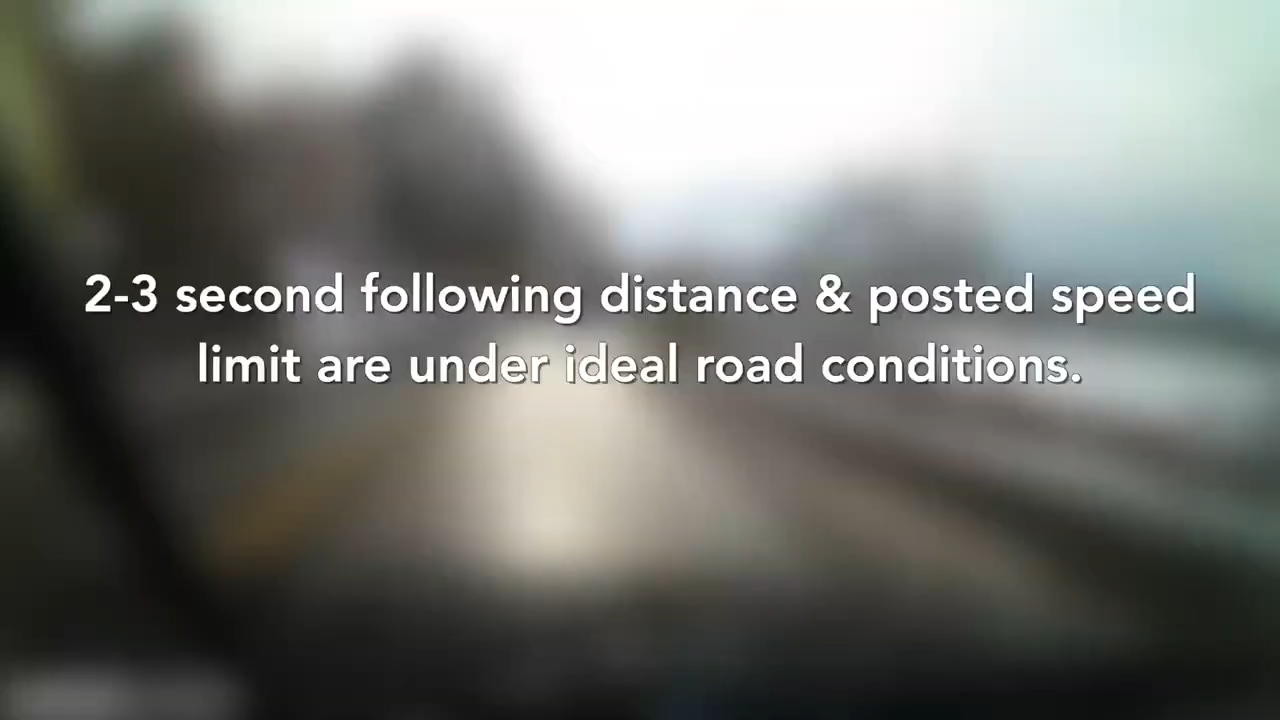 2-3 second following distance & posted speed
limit are under ideal road conditions.